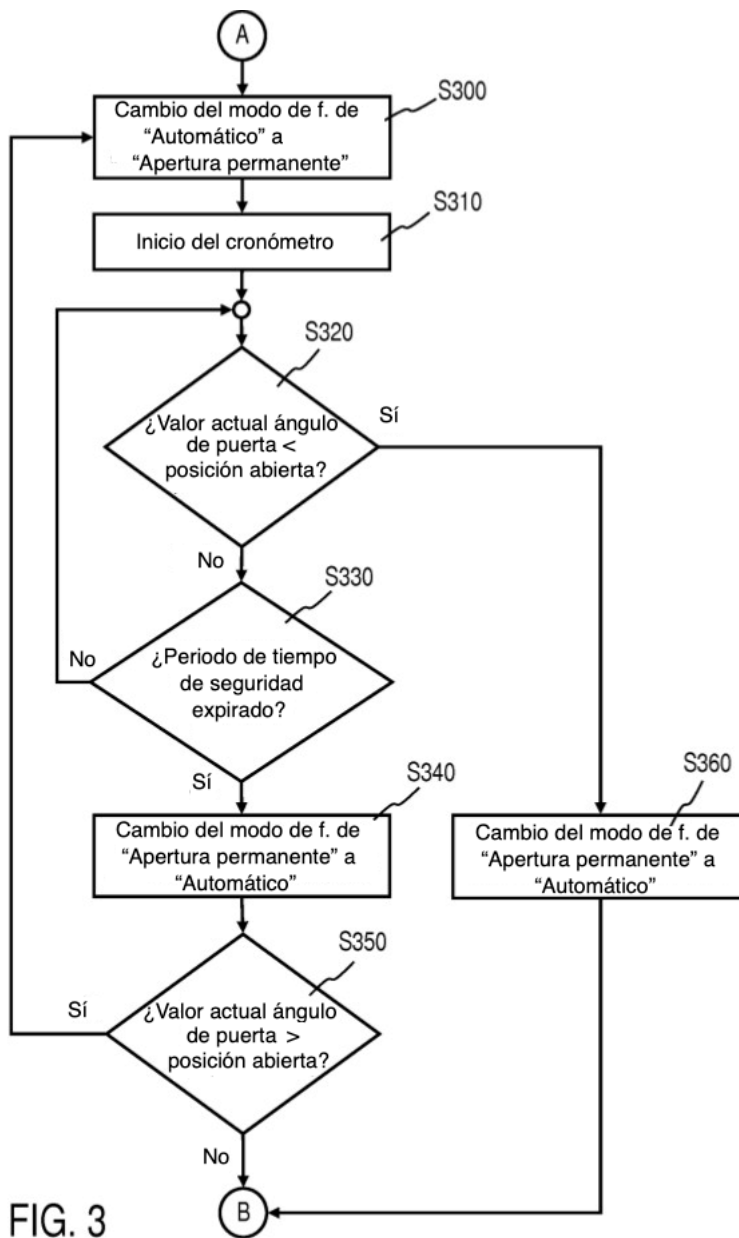 A
S300
Cambio del modo de f. de
“Automático” a
“Apertura permanente”
S310
Inicio del cronómetro
S320
¿Valor actual ángulo
de puerta <
posición abierta?
Sí
No
S330
¿Periodo de tiempo
de seguridad
expirado?
No
Sí
S340
Cambio del modo de f. de
“Apertura permanente” a
“Automático”
S360
Cambio del modo de f. de
“Apertura permanente” a
“Automático”
S350
¿Valor actual ángulo
de puerta >
posición abierta?
Sí
No
B
FIG. 3